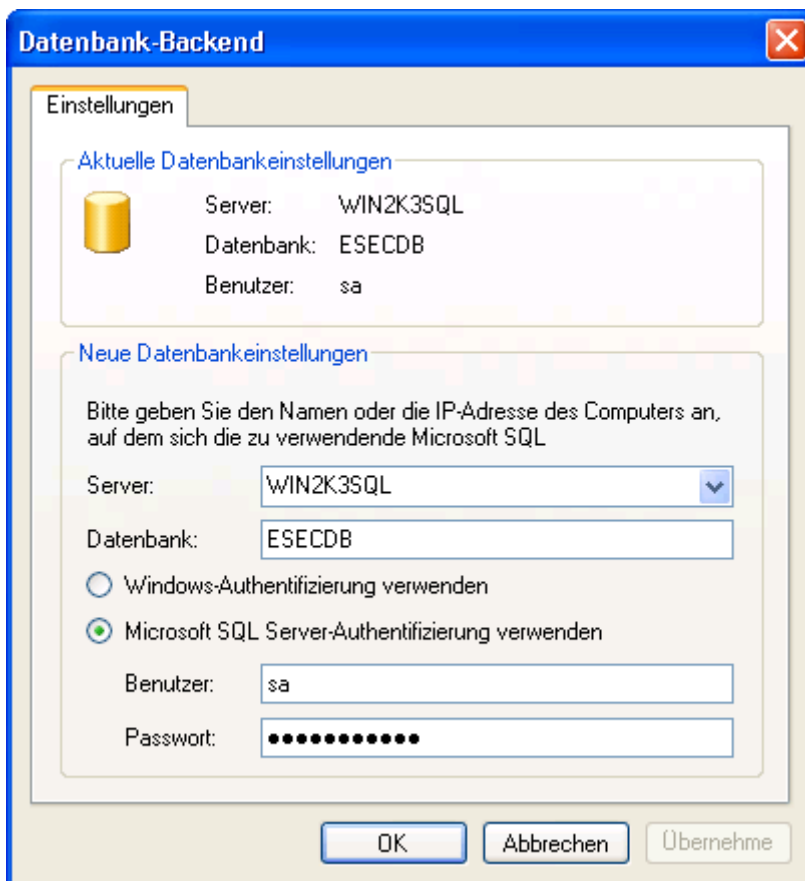 Datenbank-Backend
Einstellungen
Aktuelle Datenbankeinstellungen
Server: WIN2K3SQL
Datenbank: ESECDB
Benutzer: sa
Neue Datenbankeinstellungen
Bitte geben Sie den Namen oder die IP-Adresse des Computers an,
auf dem sich die zu verwendende Microsoft SQL
Server: WIN2K3SQL
Datenbank: ESECDB
Windows-Authentifizierung verwenden
Microsoft SQL Server-Authentifizierung verwenden
Benutzer: sa
Passwort: ●●●●●●●●●●●
OK Abbrechen Übernehme